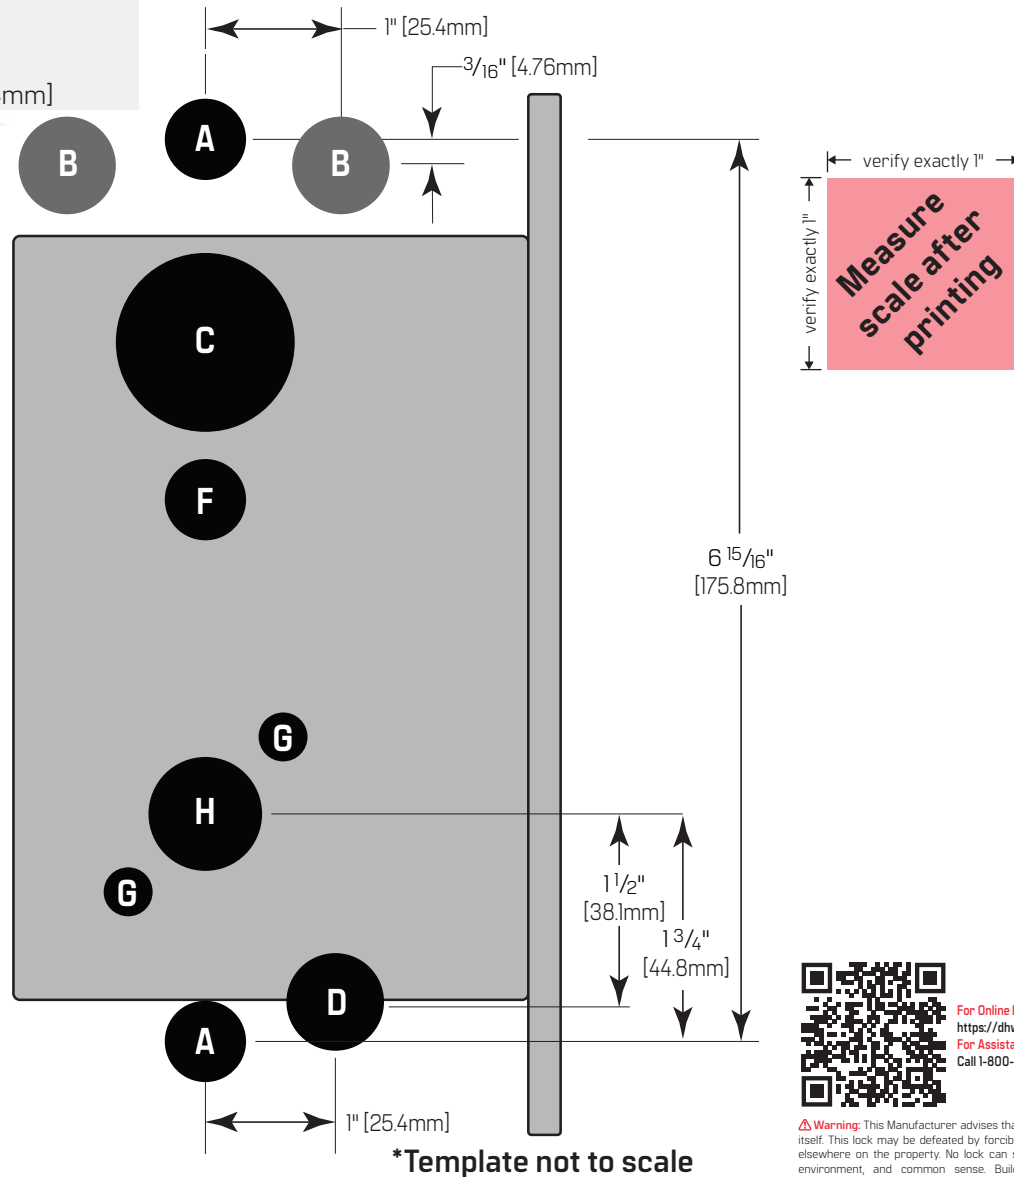 1" [25.4mm]
3/16" [4.76mm]
mm]
A
B
B
verify exactly 1"
verify exactly 1"
Measure
scale after
printing
C
F
6 15/16"
[175.8mm]
G
H
G
1 1/2"
[38.1mm]
1 3/4"
[44.8mm]
D
A
1" [25.4mm]
*Template not to scale
For Online
https://dhw
For Assista
Call 1-800-
Warning: This Manufacturer advises tha
itself. This lock may be defeated by forcib
elsewhere on the property. No lock can s
environment, and common sense. Buil